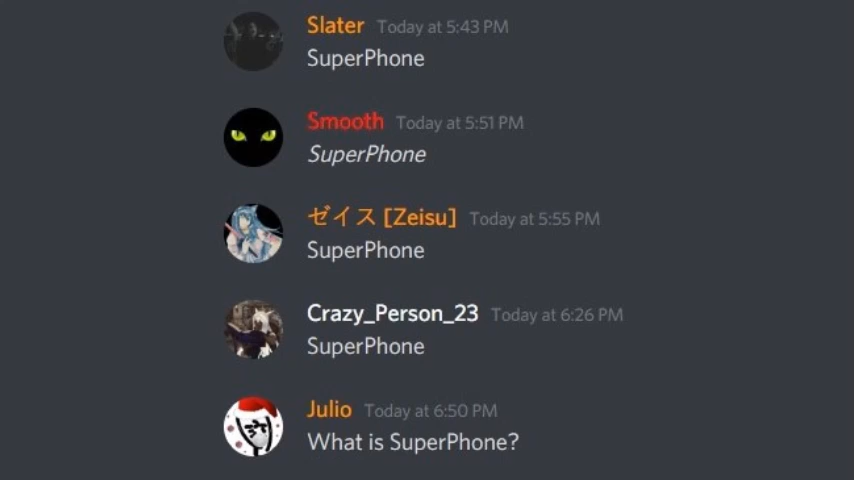 Slater Today at 5:43 PM
SuperPhone
Smooth Today at 5:51 PM
SuperPhone
ゼイス [Zeisu] Today at 5:55 PM
SuperPhone
Crazy_Person_23 Today at 6:26 PM
SuperPhone
Julio Today at 6:50 PM
What is SuperPhone?